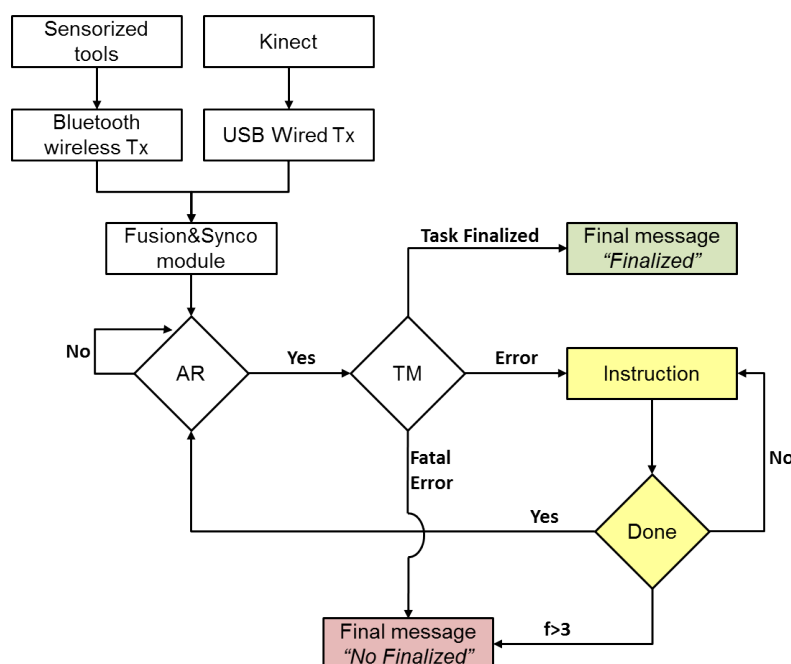 Sensorized
tools
Kinect
Bluetooth
wireless Tx
USB Wired Tx
Fusion&Synco
module
Task Finalized
Final message
“Finalized”
No
AR
Yes
TM
Error
Instruction
Fatal
Error
No
Yes
Done
f>3
Final message
“No Finalized”